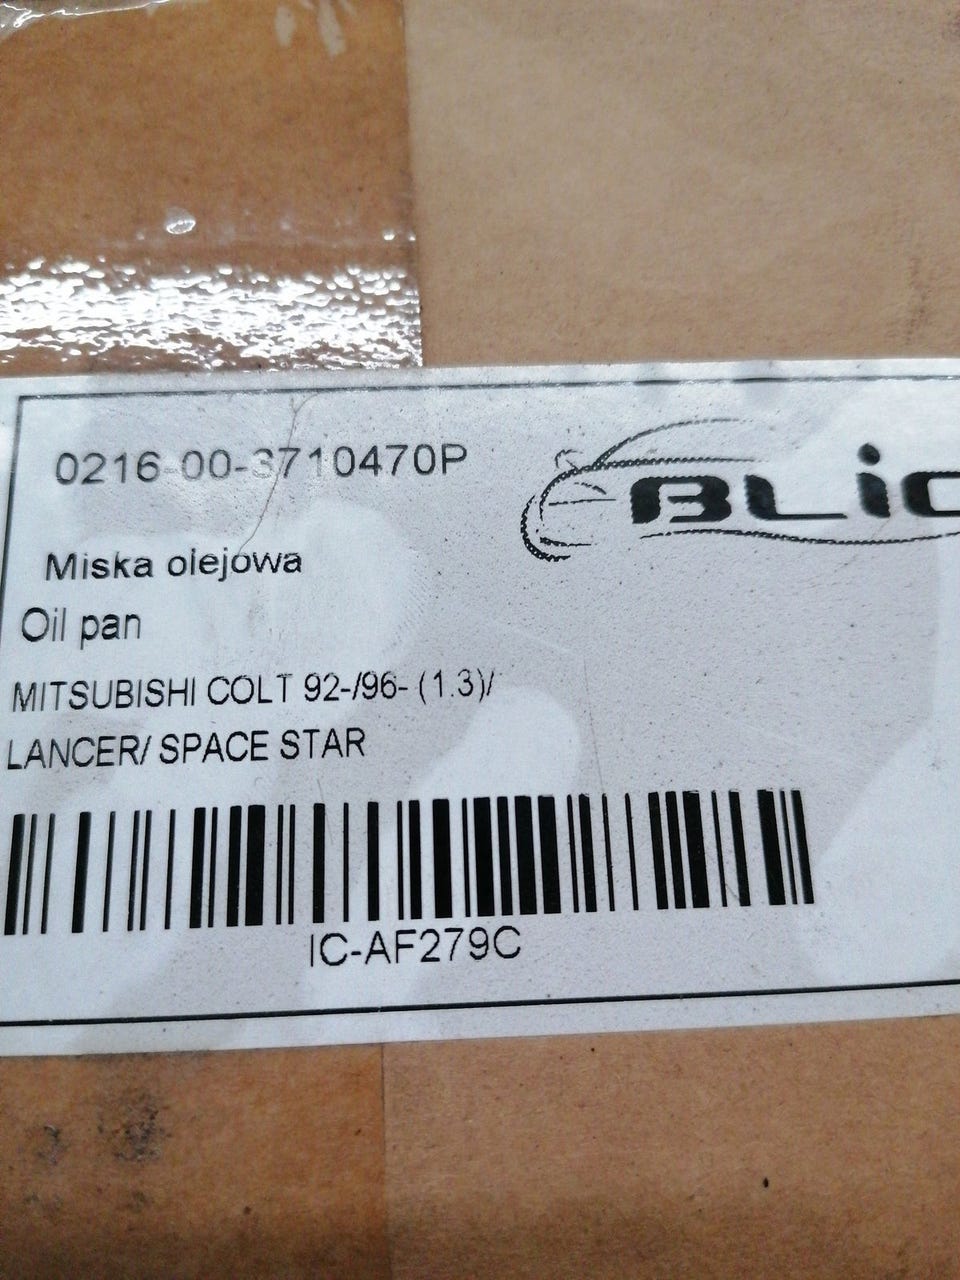 0216-00-3710470P
BLiC
Miska olejowa
Oil pan
MITSUBISHI COLT 92-/96- (1.3)/
LANCER/ SPACE STAR
IC-AF279C